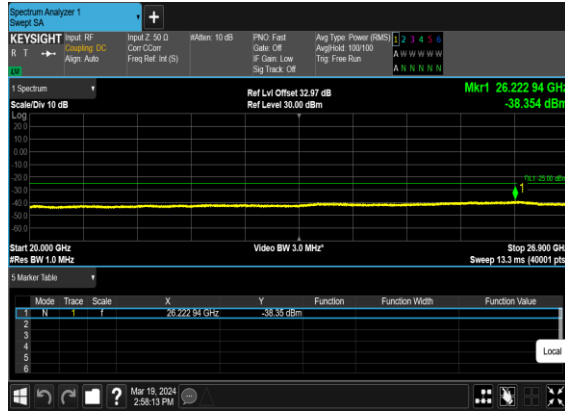 Spectrum Analyzer 1
Swept SA
+
KEYSIGHT Input: RF Input Z: 50 Ω #Atten: 10 dB PNO: Fast Avg Type: Power (RMS) 1 2 3 4 5 6
R T Coupling: DC Corr CCorr Gate: Off Avg|Hold: 100/100 A W W W W W
Align: Auto Freq Ref: Int (S) IF Gain: Low Trig: Free Run
LXI Sig Track: Off A N N N N N
1 Spectrum Ref Lvl Offset 32.97 dB Mkr1 26.222 94 GHz
Scale/Div 10 dB Ref Level 30.00 dBm -38.354 dBm
Log
20.0
10.0
0.00
-10.0
-20.0
DL1 -25.00 dBm
-30.0
1
-40.0
-50.0
-60.0
Start 20.000 GHz Video BW 3.0 MHz* Stop 26.900 GHz
#Res BW 1.0 MHz Sweep 13.3 ms (40001 pts)
5 Marker Table
Mode Trace Scale X Y Function Function Width Function Value
1 N 1 f 26.222 94 GHz -38.35 dBm
2
3
4
5
6
Local
? Mar 19, 2024
2:58:13 PM